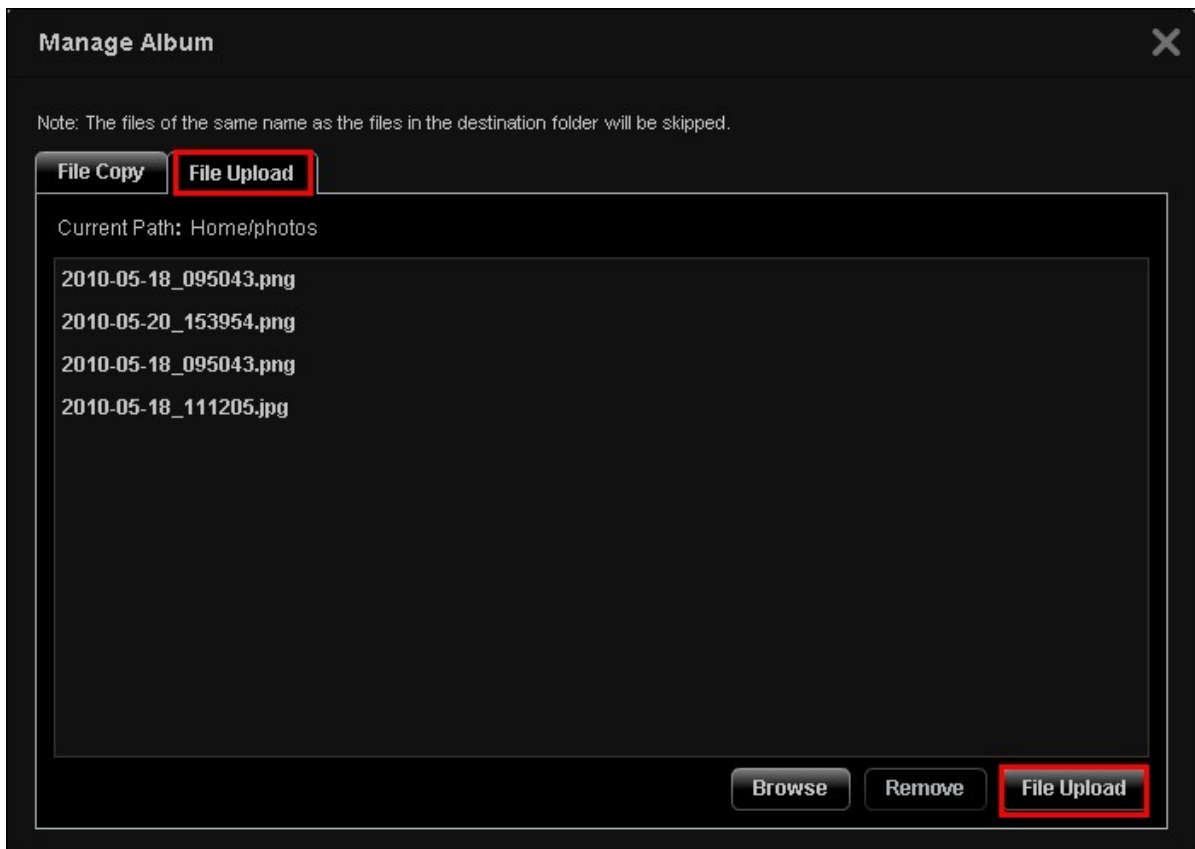 Manage Album
Note: The files of the same name as the files in the destination folder will be skipped.
File Copy File Upload
Current Path: Home/photos
2010-05-18_095043.png
2010-05-20_153954.png
2010-05-18_095043.png
2010-05-18_111205.jpg
Browse Remove File Upload